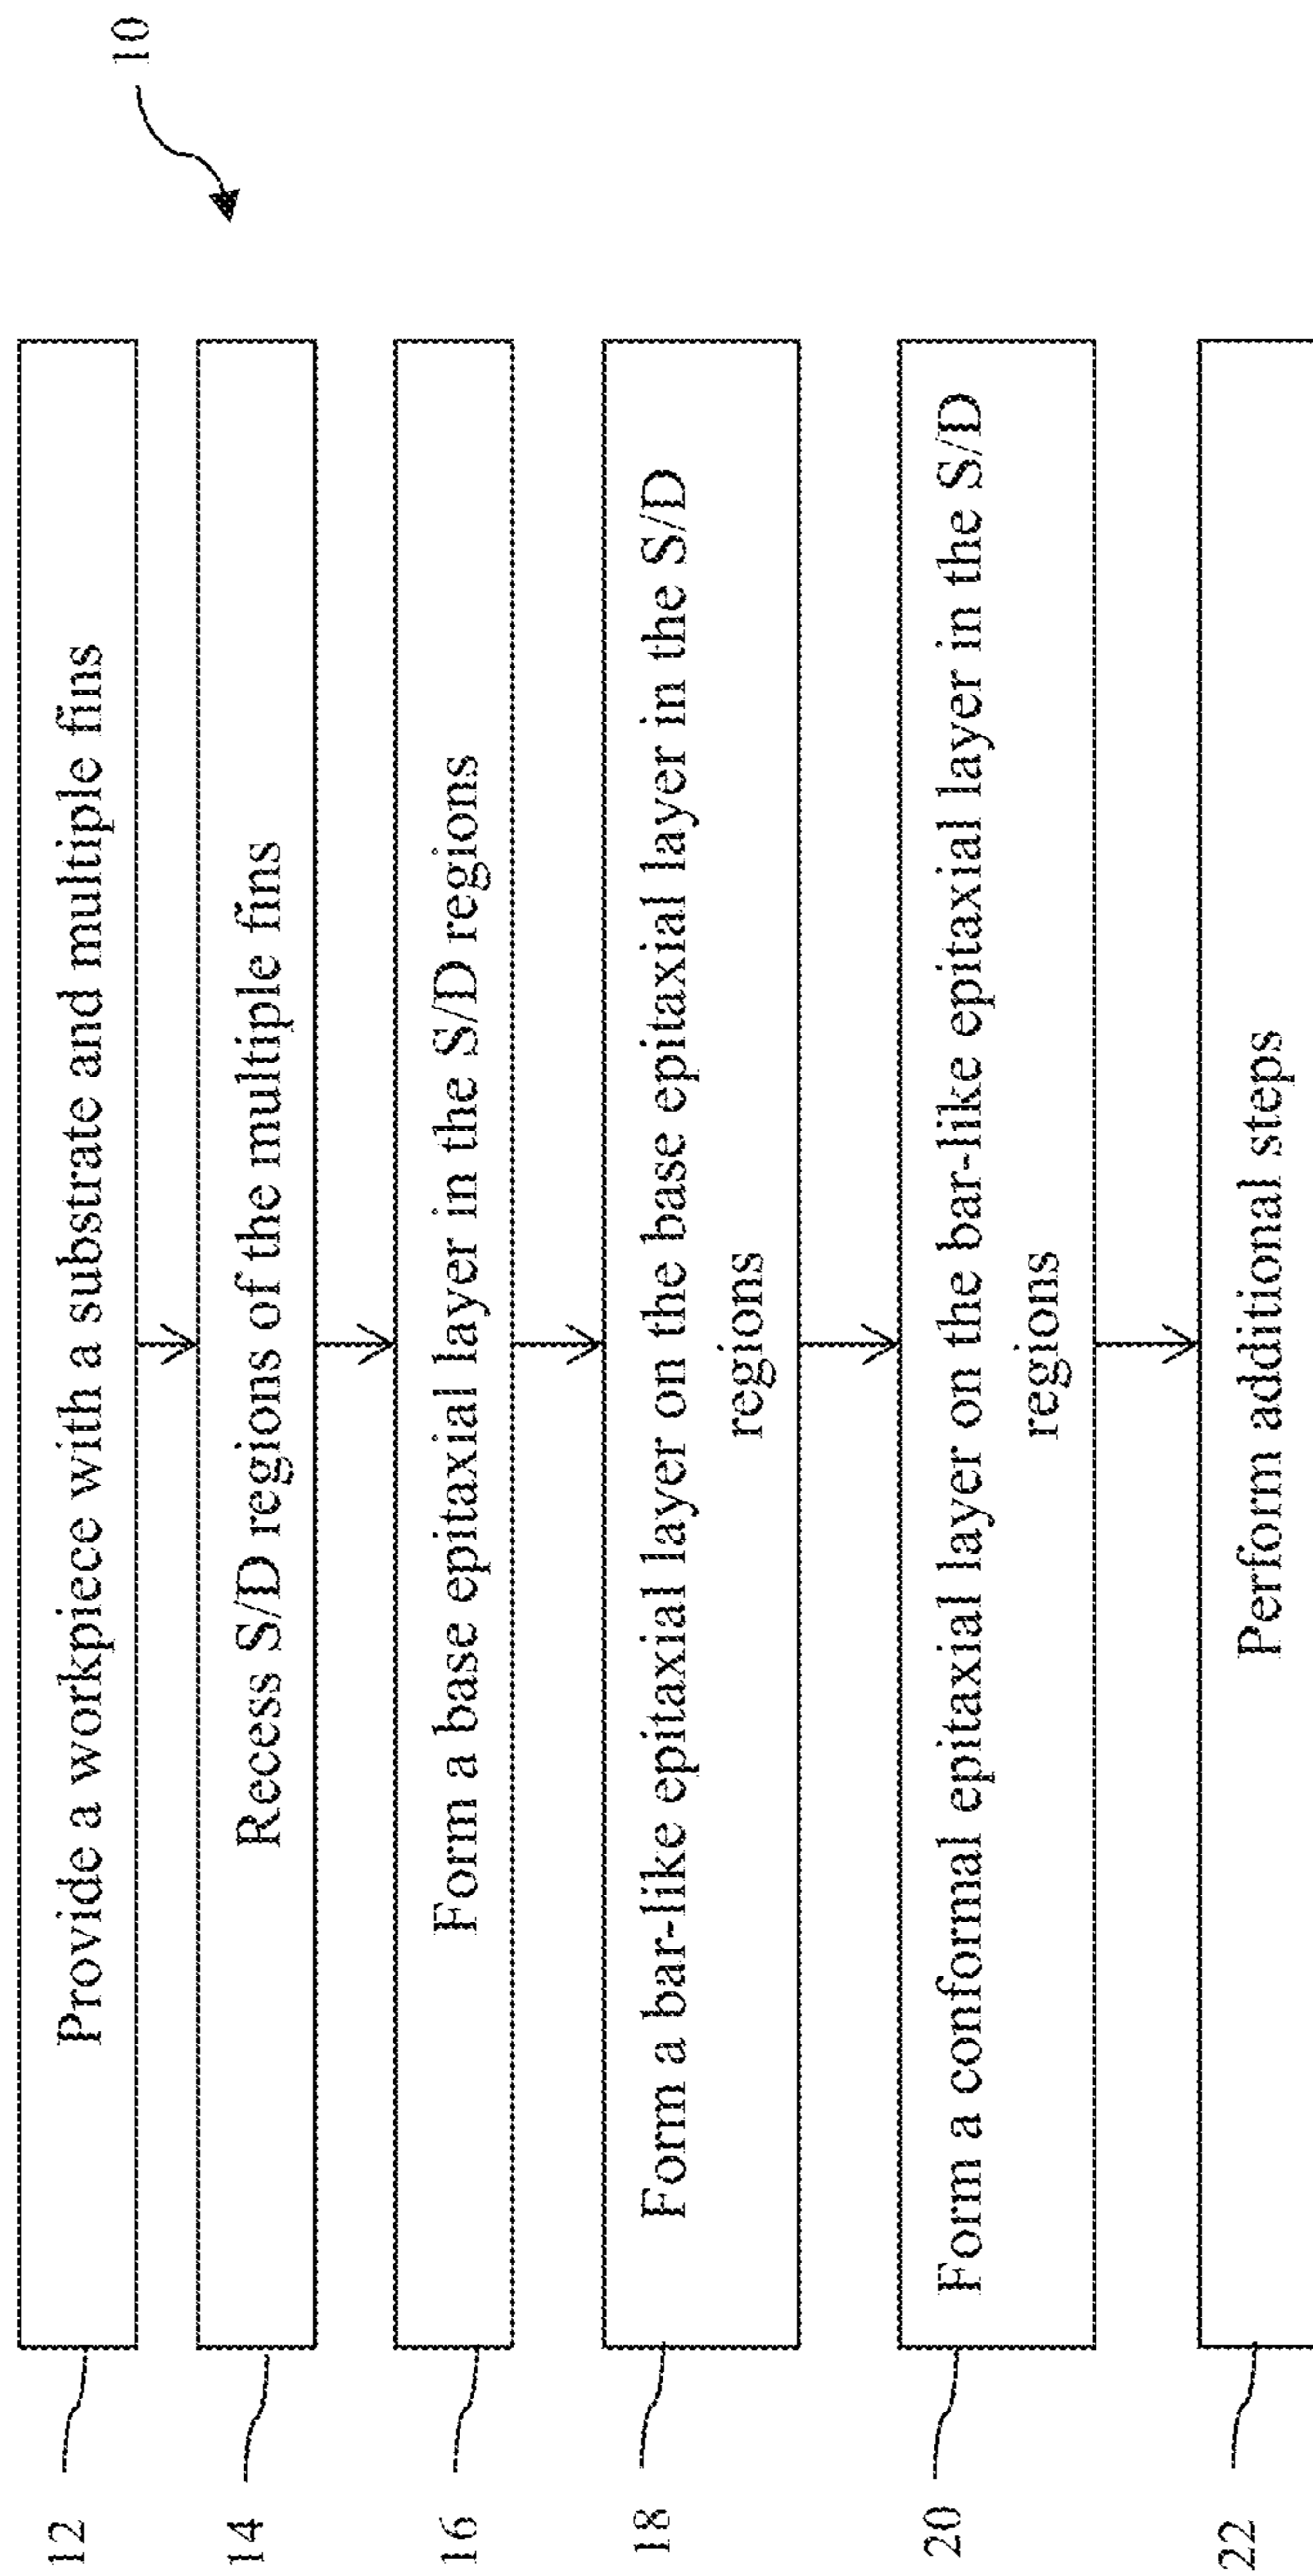 10
12
Provide a workpiece with a substrate and multiple fins
14
Recess S/D regions of the multiple fins
16
Form a base epitaxial layer in the S/D regions
18
Form a bar-like epitaxial layer on the base epitaxial layer in the S/D
regions
20
Form a conformal epitaxial layer on the bar-like epitaxial layer in the S/D
regions
22
Perform additional steps